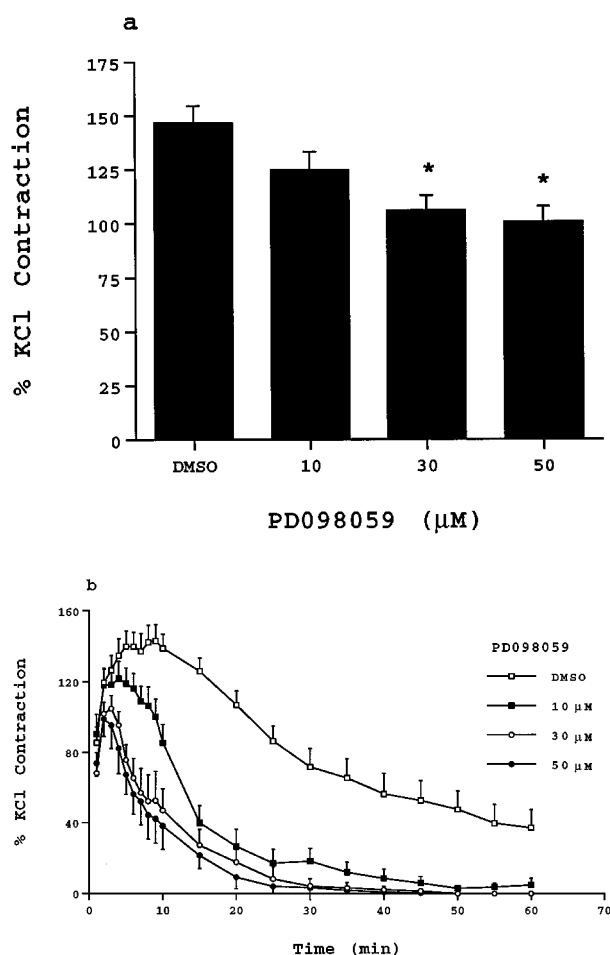 a
% KCl Contraction
175
150
125
100
75
50
25
0
*
*
DMSO 10 30 50
PD098059 (µM)
b
% KCl Contraction
160
120
80
40
0
0 10 20 30 40 50 60 70
Time (min)
PD098059
DMSO
10 µM
30 µM
50 µM